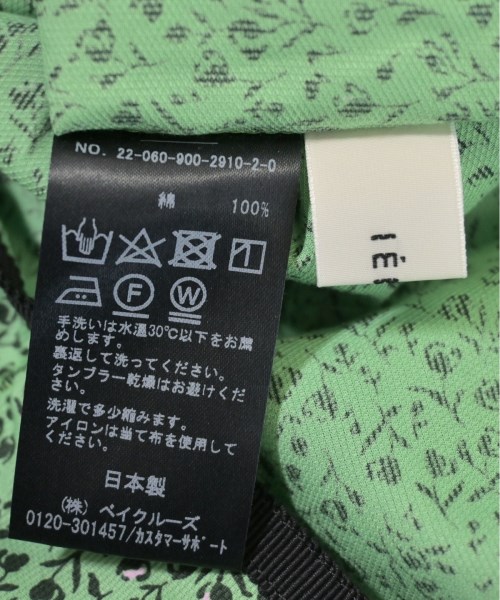 NO. 22-060-900-2910-2-0
綿 100%
F W
手洗いは水温30℃以下をお薦
めします。
裏返して洗ってください。
タンブラー乾燥はお避けくだ
さい。
洗濯で多少縮みます。
アイロンは当て布を使用して
ください。
日本製
(株) ベイクルーズ
0120-301457/カスタマーサポート